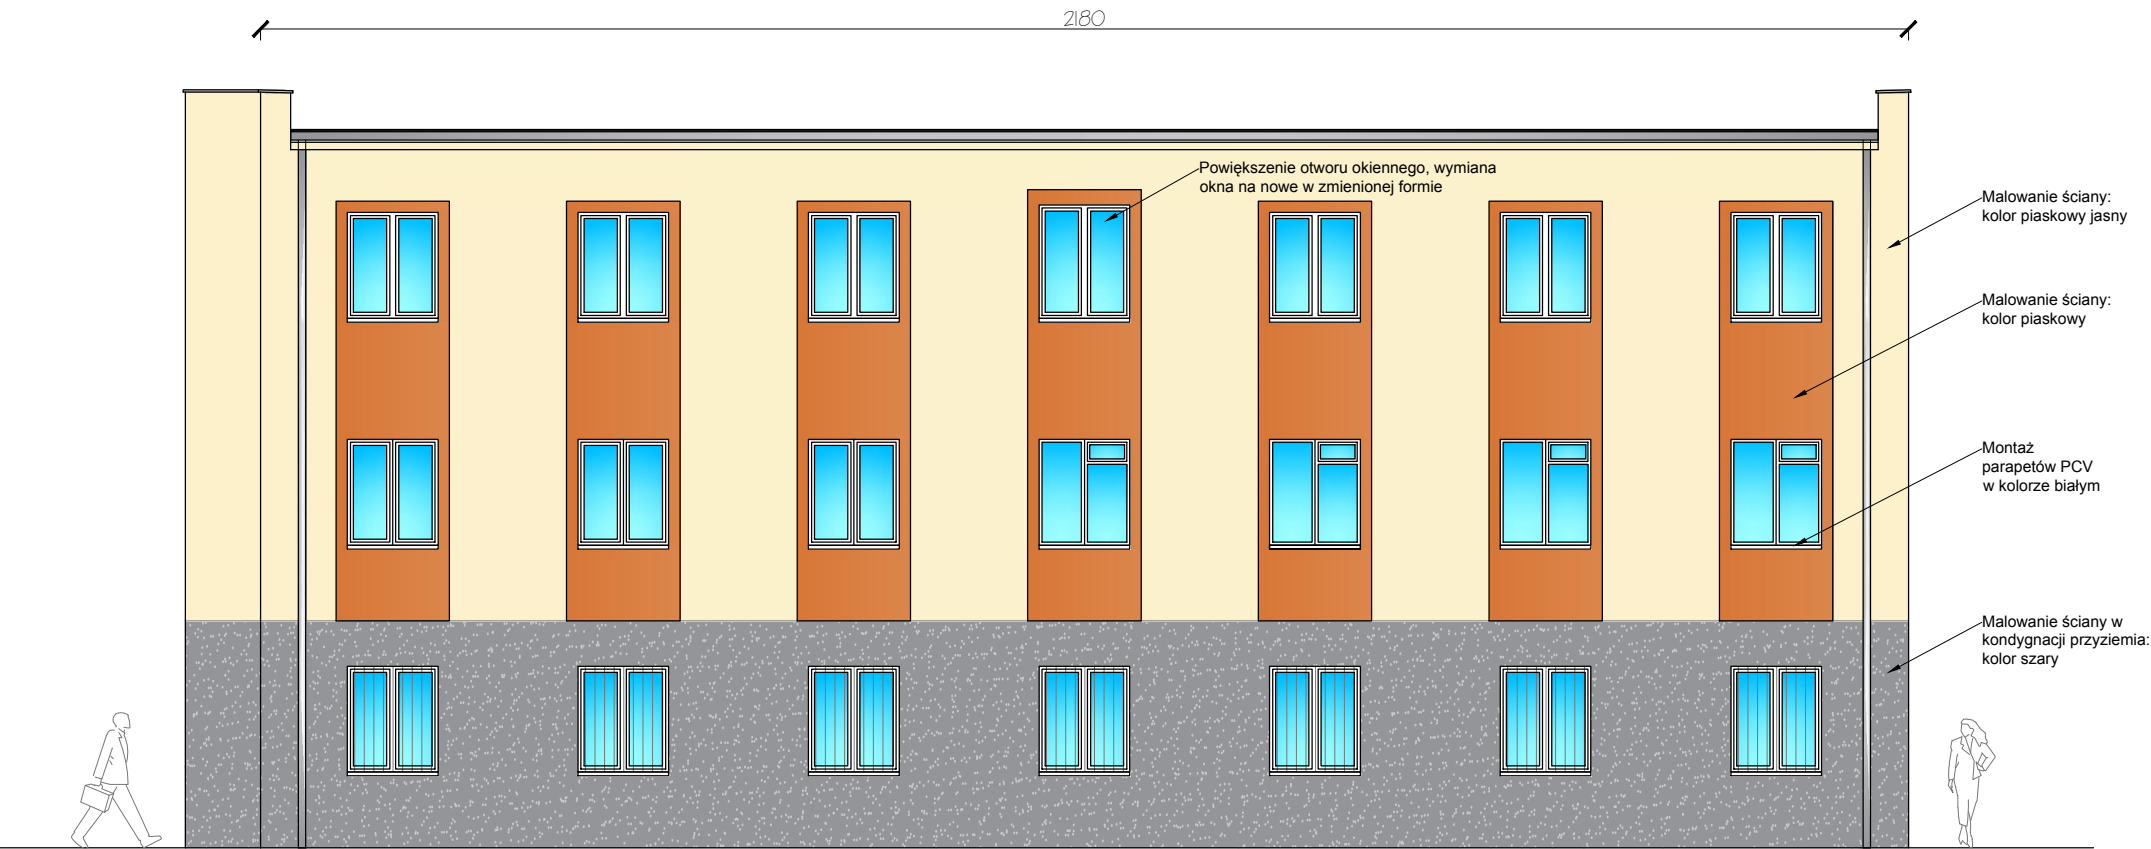 2180
Powiększenie otworu okiennego, wymiana
okna na nowe w zmienionej formie
Malowanie ściany:
kolor piaskowy jasny
Malowanie ściany:
kolor piaskowy
Montaż
parapetów PCV
w kolorze białym
Malowanie ściany w
kondygnacji przyziemia:
kolor szary